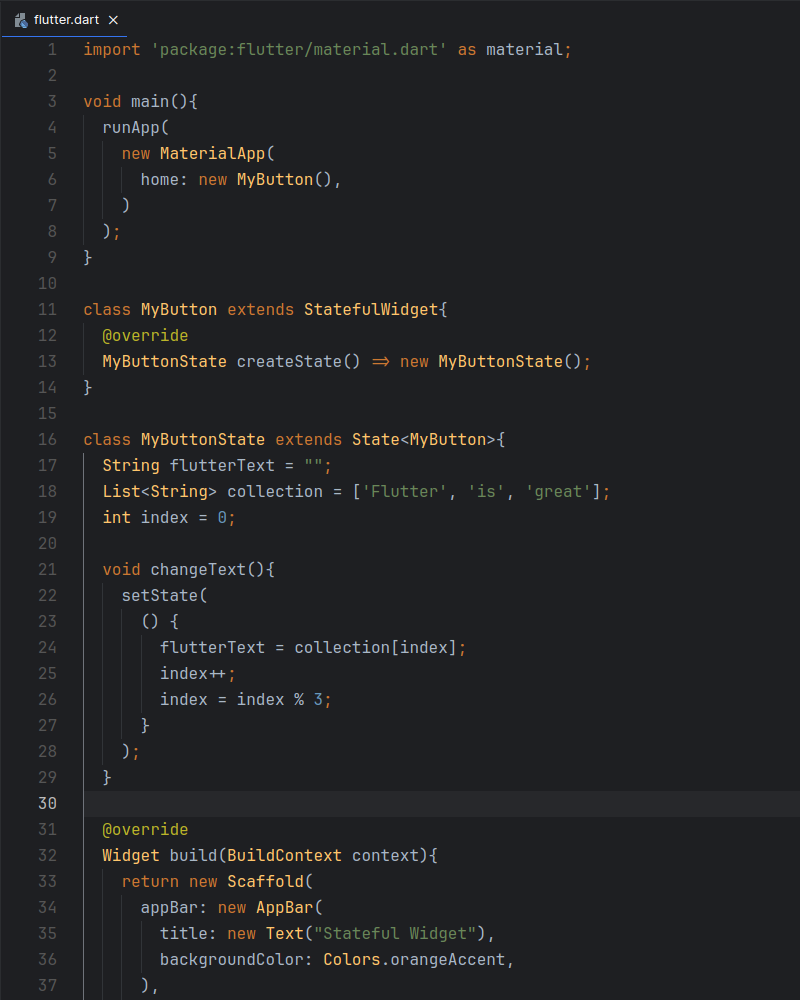 flutter.dart
1 import 'package:flutter/material.dart' as material;
2
3 void main(){
4   runApp(
5     new MaterialApp(
6       home: new MyButton(),
7     )
8   );
9 }
10
11 class MyButton extends StatefulWidget{
12   @override
13   MyButtonState createState() => new MyButtonState();
14 }
15
16 class MyButtonState extends State<MyButton>{
17   String flutterText = "";
18   List<String> collection = ['Flutter', 'is', 'great'];
19   int index = 0;
20
21   void changeText(){
22     setState(
23       () {
24         flutterText = collection[index];
25         index++;
26         index = index % 3;
27       }
28     );
29   }
30
31   @override
32   Widget build(BuildContext context){
33     return new Scaffold(
34       appBar: new AppBar(
35         title: new Text("Stateful Widget"),
36         backgroundColor: Colors.orangeAccent,
37       ),